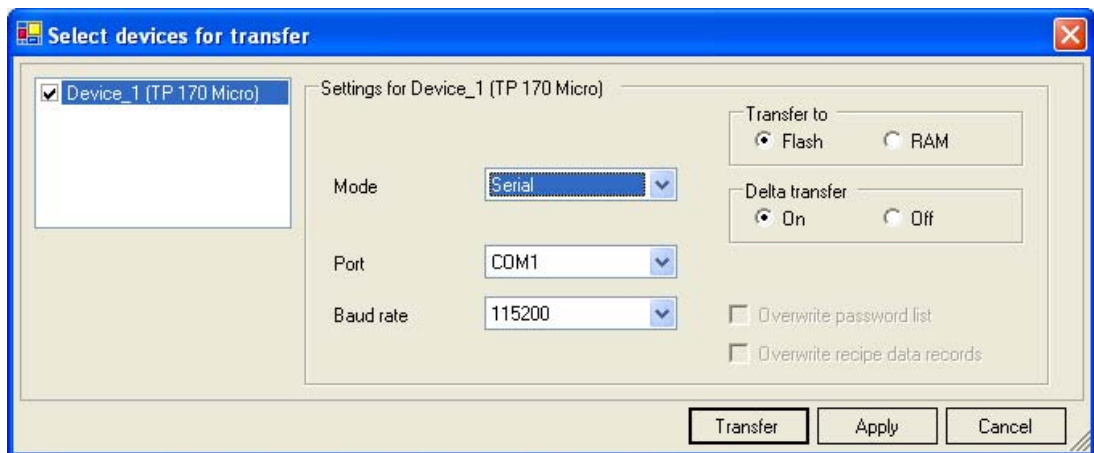 Select devices for transfer
Device_1 (TP 170 Micro)
Settings for Device_1 (TP 170 Micro)
Transfer to
Flash RAM
Mode Serial
Delta transfer
On Off
Port COM1
Baud rate 115200
Overwrite password list
Overwrite recipe data records
Transfer Apply Cancel